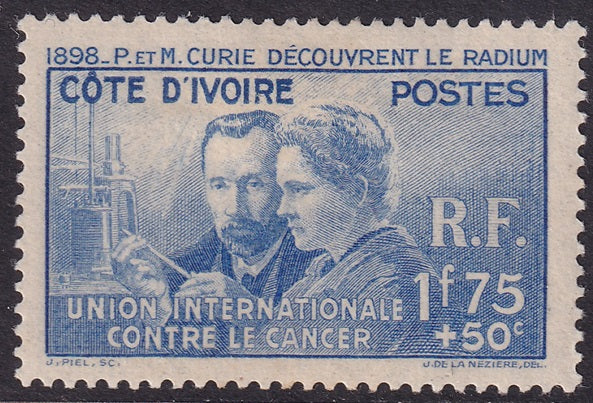 1898_P. ET M. CURIE DÉCOUVRENT LE RADIUM
CÔTE D'IVOIRE POSTES
R.F.
UNION INTERNATIONALE 1f75
CONTRE LE CANCER +50c
J. PIEL, SC. J. DE LA NEZIÈRE, DEL.